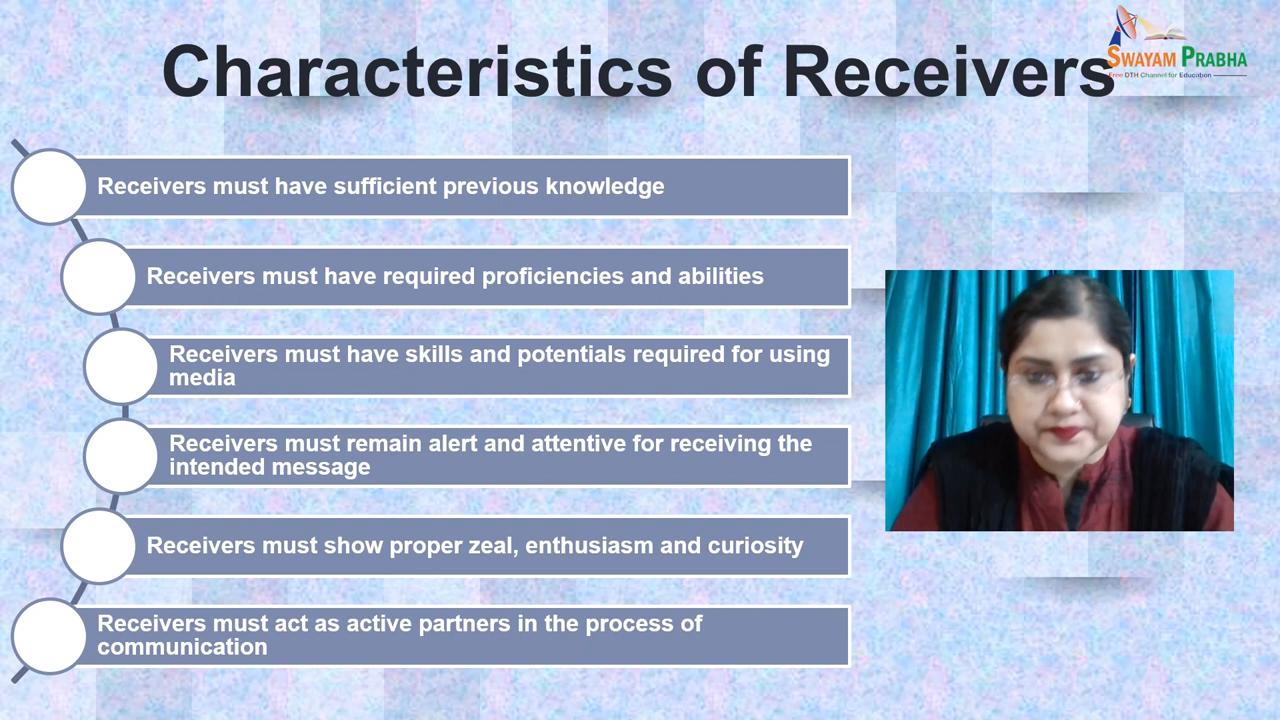 Characteristics of Receivers
SWAYAM PRABHA
Free DTH Channel for Education
Receivers must have sufficient previous knowledge
Receivers must have required proficiencies and abilities
Receivers must have skills and potentials required for using
media
Receivers must remain alert and attentive for receiving the
intended message
Receivers must show proper zeal, enthusiasm and curiosity
Receivers must act as active partners in the process of
communication